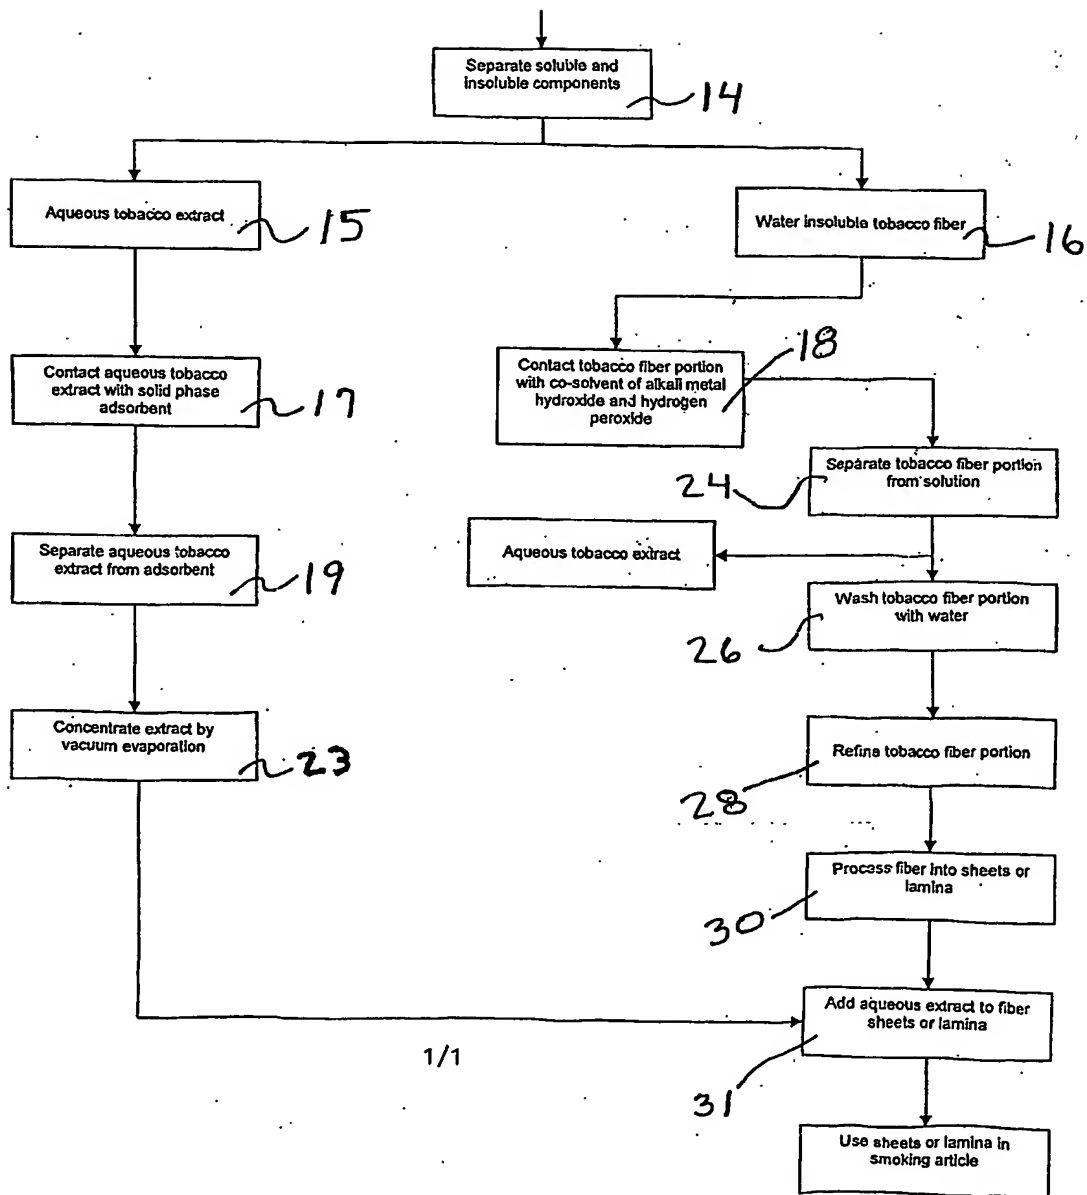 Separate soluble and
insoluble components
14
Aqueous tobacco extract
15
Water insoluble tobacco fiber
16
Contact aqueous tobacco
extract with solid phase
adsorbent
17
Contact tobacco fiber portion
with co-solvent of alkali metal
hydroxide and hydrogen
peroxide
18
Separate tobacco fiber portion
from solution
24
Separate aqueous tobacco
extract from adsorbent
19
Aqueous tobacco extract
Wash tobacco fiber portion
with water
26
Concentrate extract by
vacuum evaporation
23
Refine tobacco fiber portion
28
Process fiber into sheets or
lamina
30
Add aqueous extract to fiber
sheets or lamina
31
1/1
Use sheets or lamina in
smoking article